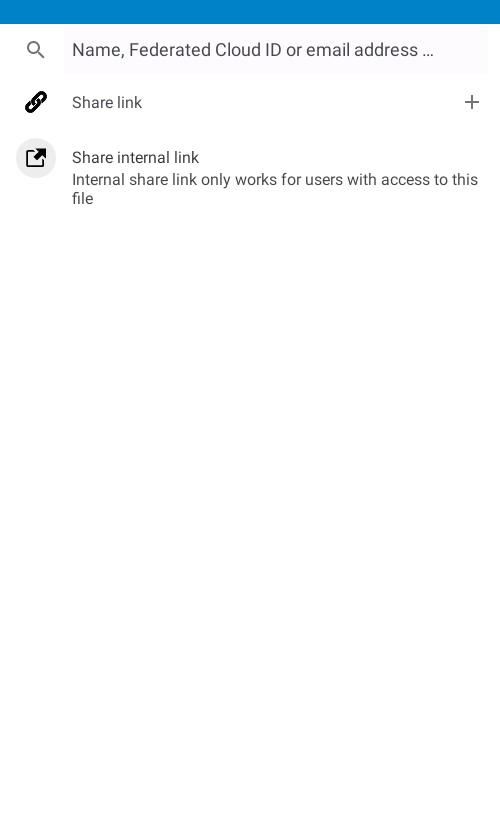 Name, Federated Cloud ID or email address …
Share link
Share internal link
Internal share link only works for users with access to this
file